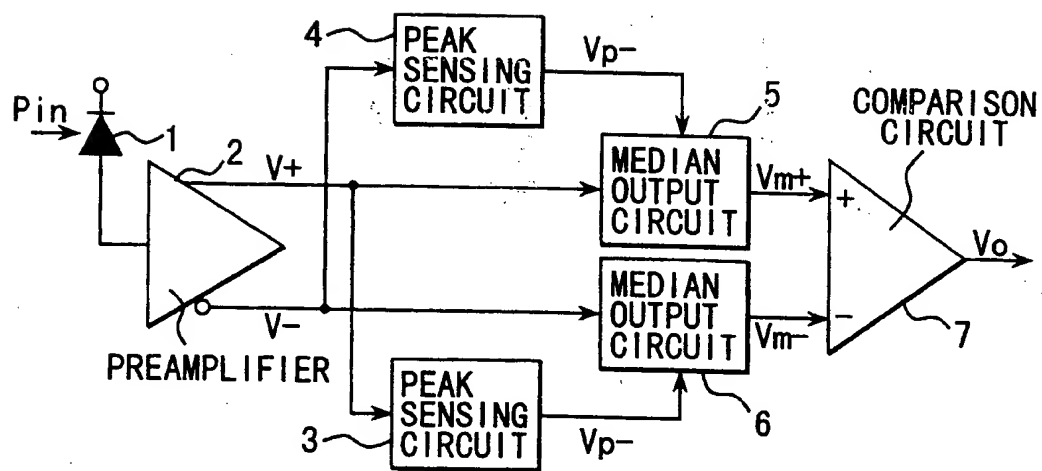 4
PEAK
SENSING
CIRCUIT
Vp-
Pin
1
2
V+
5
MEDIAN
OUTPUT
CIRCUIT
Vm+
COMPARISON
CIRCUIT
+
Vo
V-
MEDIAN
OUTPUT
CIRCUIT
Vm-
-
7
PREAMPLIFIER
6
PEAK
SENSING
CIRCUIT
3
Vp-